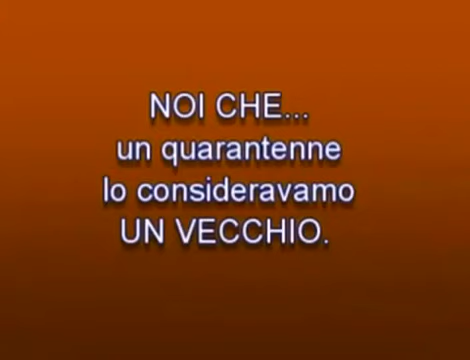 NOI CHE...
un quarantenne
lo consideravamo
UN VECCHIO.